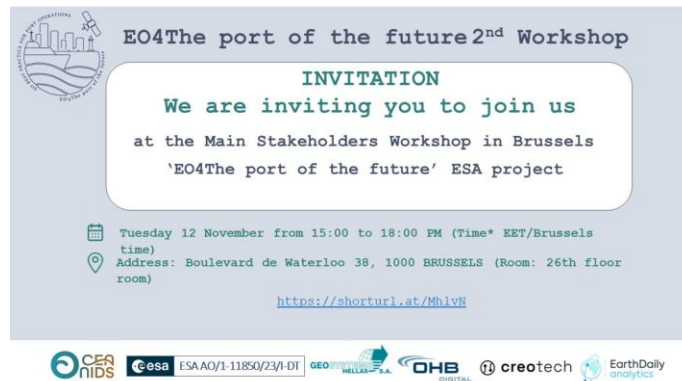 EO4The port of the future 2nd Workshop
INVITATION
We are inviting you to join us
at the Main Stakeholders Workshop in Brussels
‘EO4The port of the future’ ESA project
Tuesday 12 November from 15:00 to 18:00 PM (Time* EET/Brussels
time)
Address: Boulevard de Waterloo 38, 1000 BRUSSELS (Room: 26th floor
room)
https://shorturl.at/MhlvN
OCEANIDS
esa
ESA AO/1-11850/23/I-DT
GEOSYSTEMS HELLAS S.A.
OHB
DIGITAL
creotech
EarthDaily
analytics